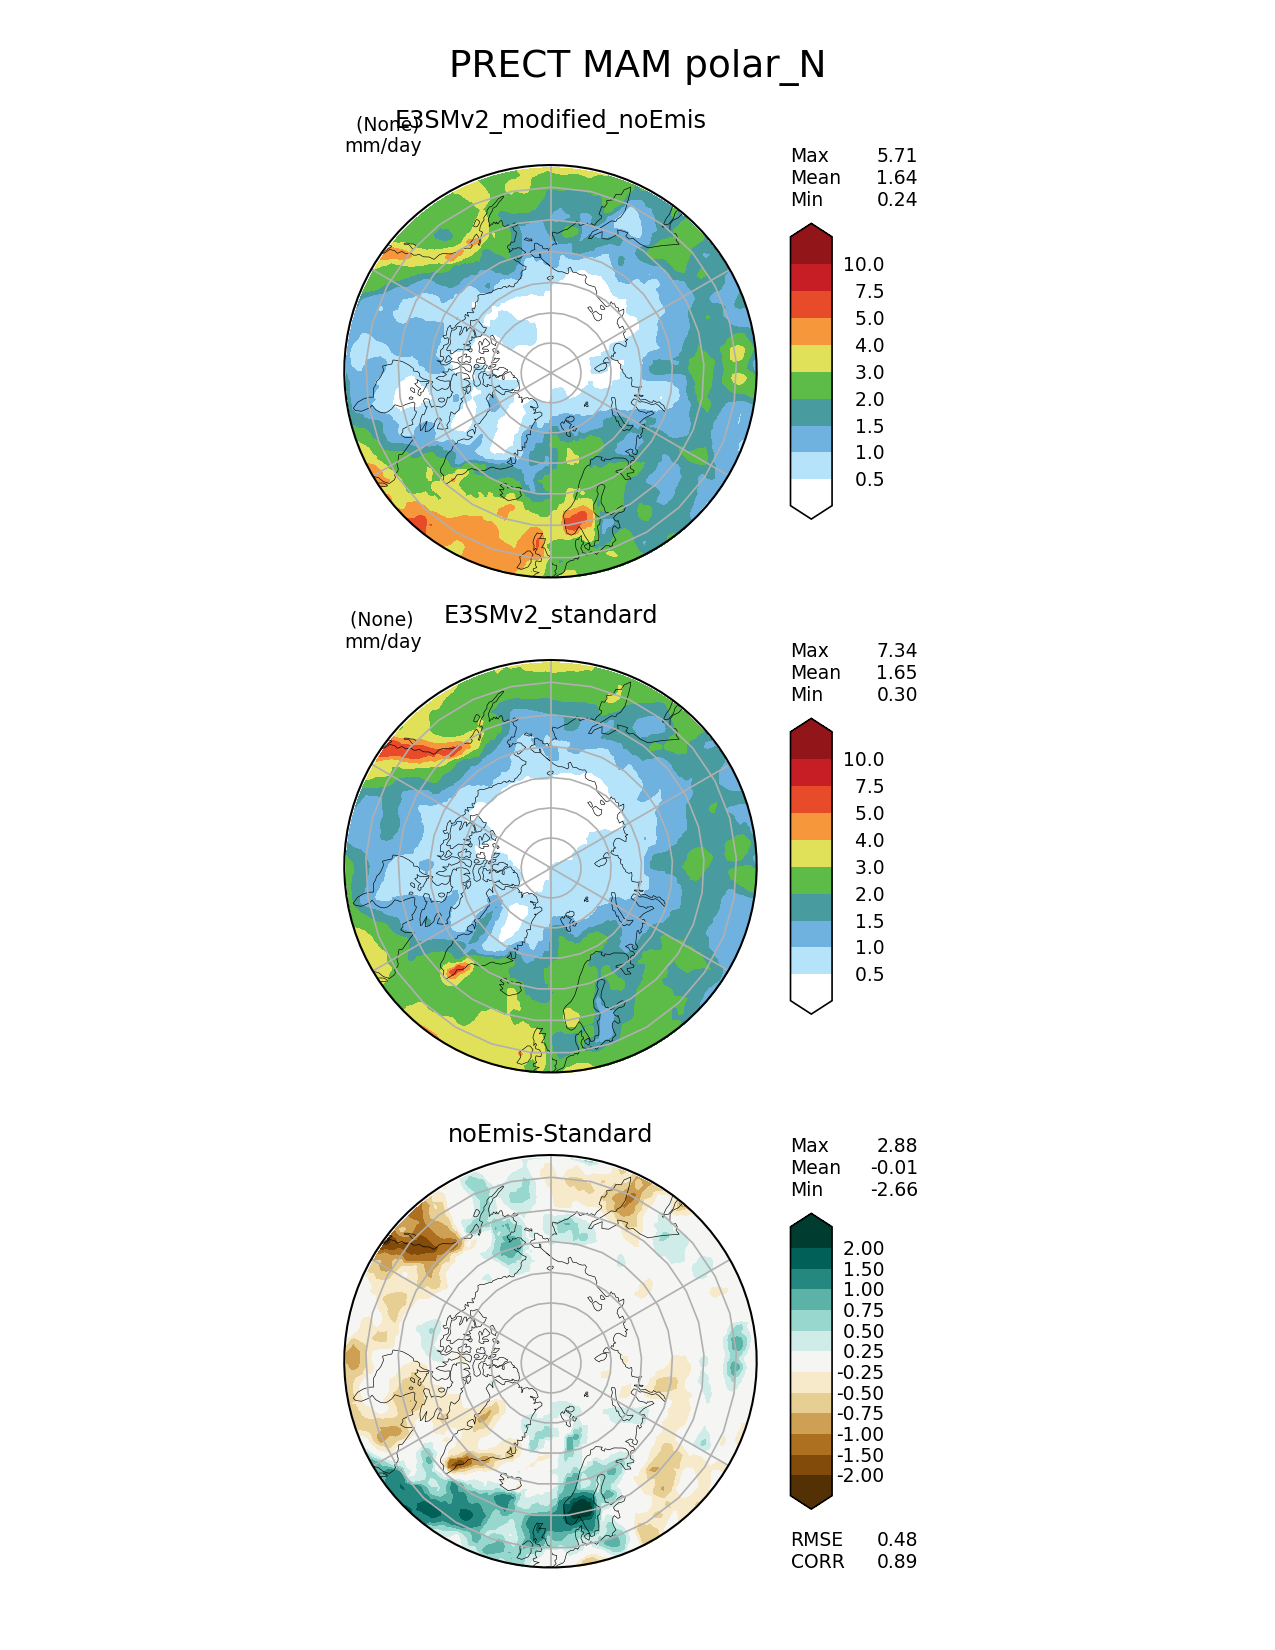 PRECT MAM polar_N
E3SMv2_modified_noEmis
(None)
mm/day
Max 5.71
Mean 1.64
Min 0.24
10.0
7.5
5.0
4.0
3.0
2.0
1.5
1.0
0.5
E3SMv2_standard
(None)
mm/day
Max 7.34
Mean 1.65
Min 0.30
10.0
7.5
5.0
4.0
3.0
2.0
1.5
1.0
0.5
noEmis-Standard
Max 2.88
Mean -0.01
Min -2.66
2.00
1.50
1.00
0.75
0.50
0.25
-0.25
-0.50
-0.75
-1.00
-1.50
-2.00
RMSE 0.48
CORR 0.89